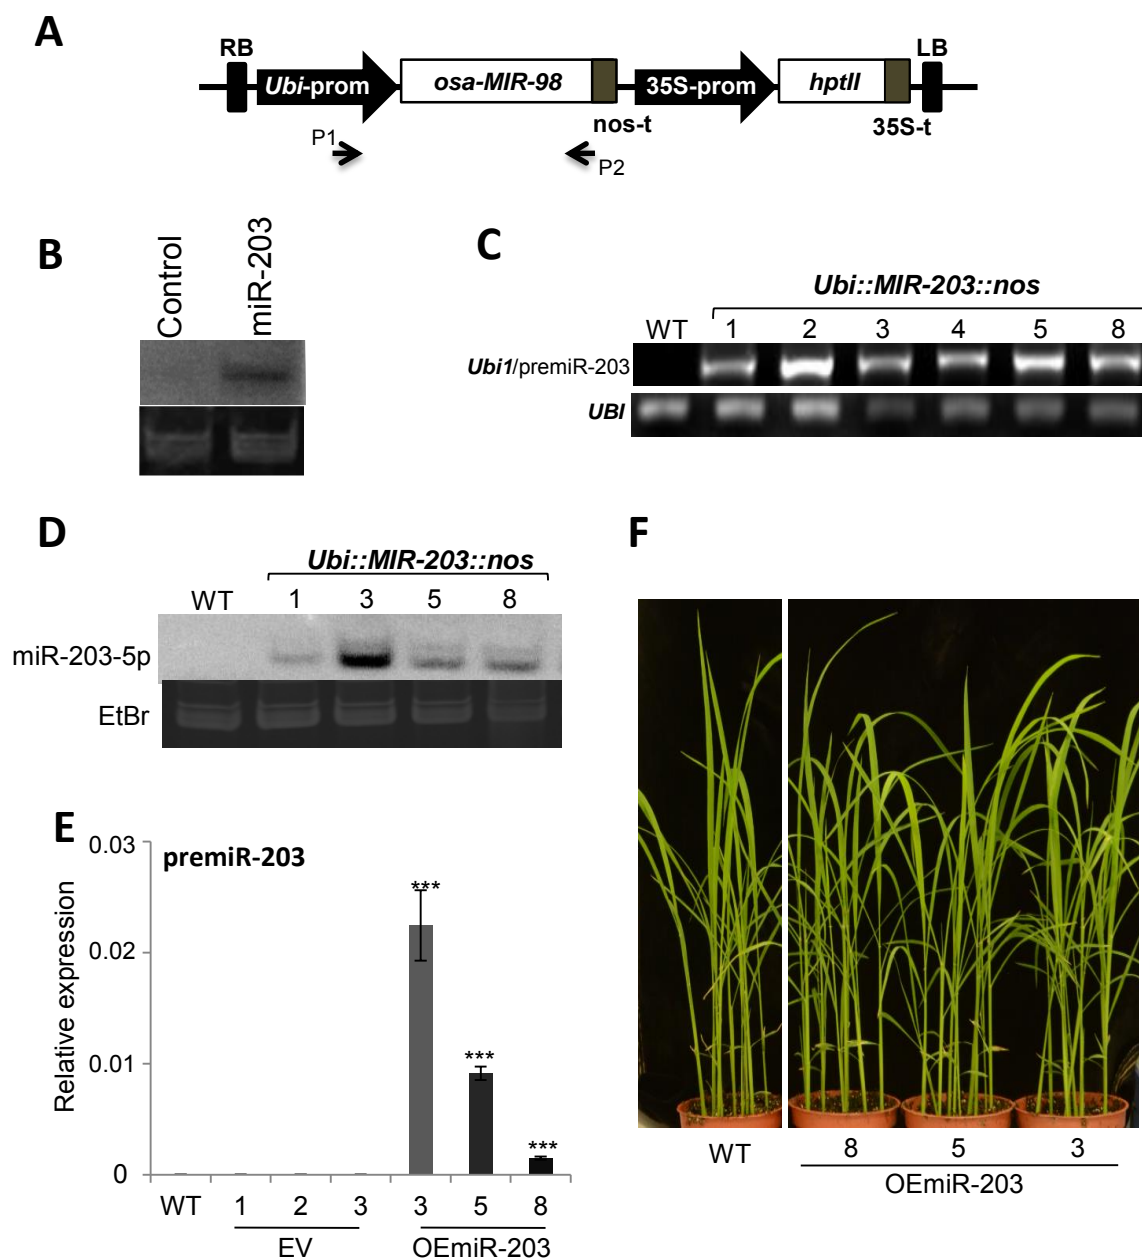 A
RB
LB
Ubi-prom
osa-MIR-98
35S-prom
hptII
nos-t
35S-t
P1
P2
B
Control
miR-203
C
Ubi::MIR-203::nos
WT 1 2 3 4 5 8
Ubi1/premiR-203
UBI
D
Ubi::MIR-203::nos
WT 1 3 5 8
miR-203-5p
EtBr
E
premiR-203
Relative expression
0.03
0.02
0.01
0
***
***
***
WT 1 2 3 3 5 8
EV OEmiR-203
F
WT 8 5 3
OEmiR-203